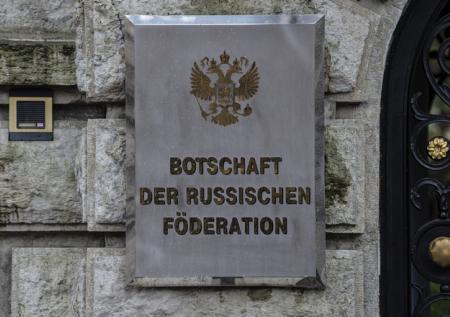 BOTSCHAFT
DER RUSSISCHEN
FÖDERATION